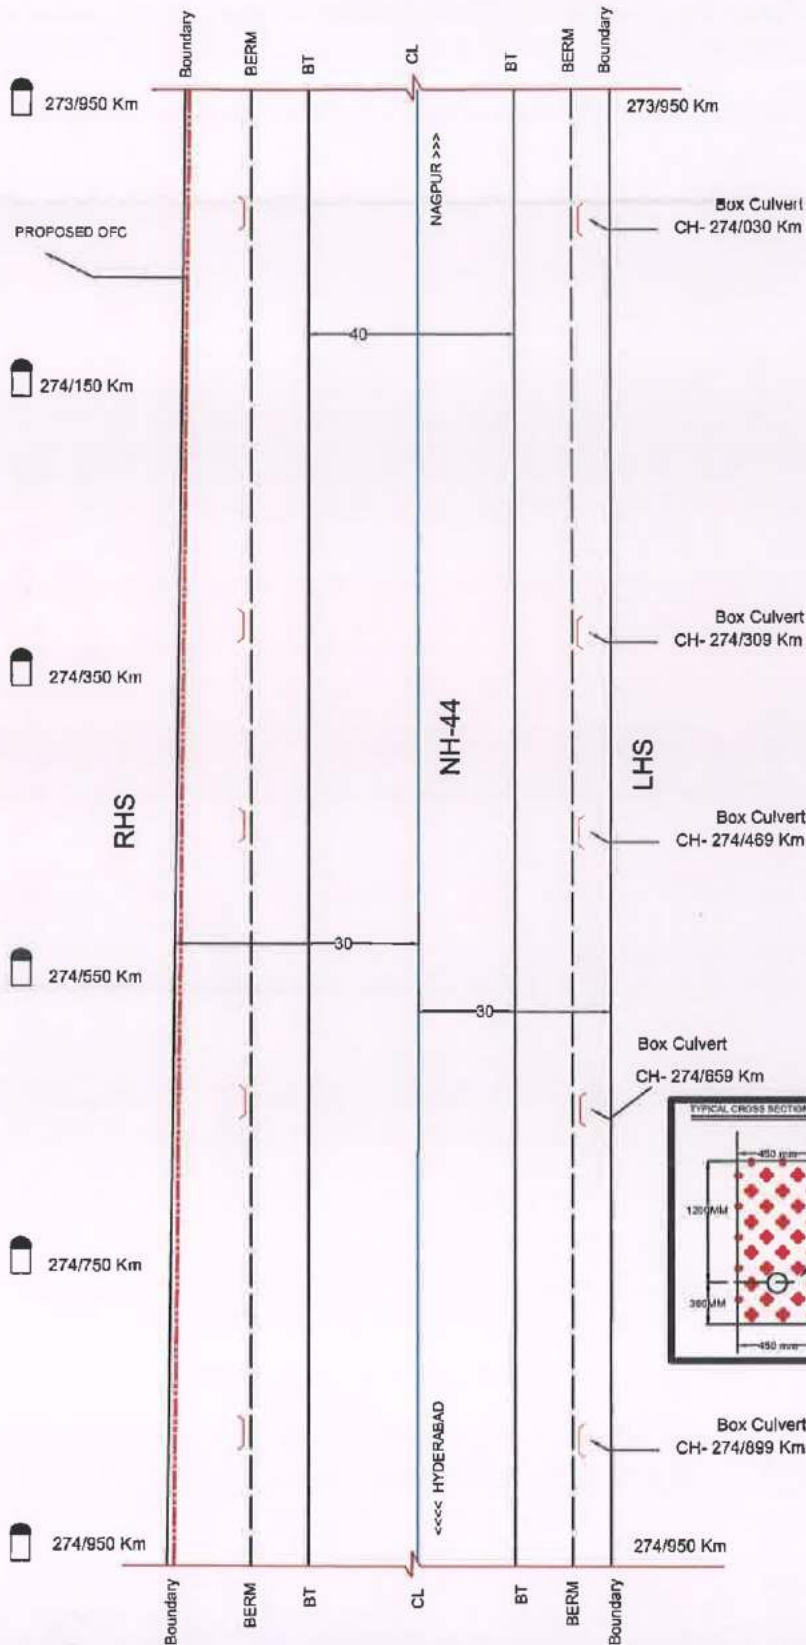 Boundary
BERM
BT
CL
BT
BERM
Boundary
273/950 Km
273/950 Km
NAGPUR >>>
Box Culvert
CH- 274/030 Km
PROPOSED OFC
40
274/150 Km
Box Culvert
CH- 274/309 Km
274/350 Km
NH-44
LHS
RHS
Box Culvert
CH- 274/469 Km
30
274/550 Km
30
Box Culvert
CH- 274/659 Km
TYPICAL CROSS SECTION
450 mm
1200MM
300MM
450 mm
274/750 Km
<<<< HYDERABAD
Box Culvert
CH- 274/899 Km
274/950 Km
274/950 Km
Boundary
BERM
BT
CL
BT
BERM
Boundary